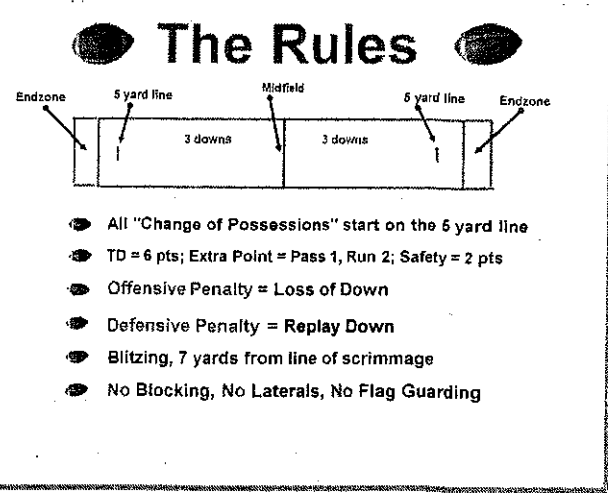 The Rules
Midfield
Endzone
5 yard line
5 yard line
Endzone
3 downs
3 downs
All "Change of Possessions" start on the 5 yard line
TD = 6 pts; Extra Point = Pass 1, Run 2; Safety = 2 pts
Offensive Penalty = Loss of Down
Defensive Penalty = Replay Down
Blitzing, 7 yards from line of scrimmage
No Blocking, No Laterals, No Flag Guarding